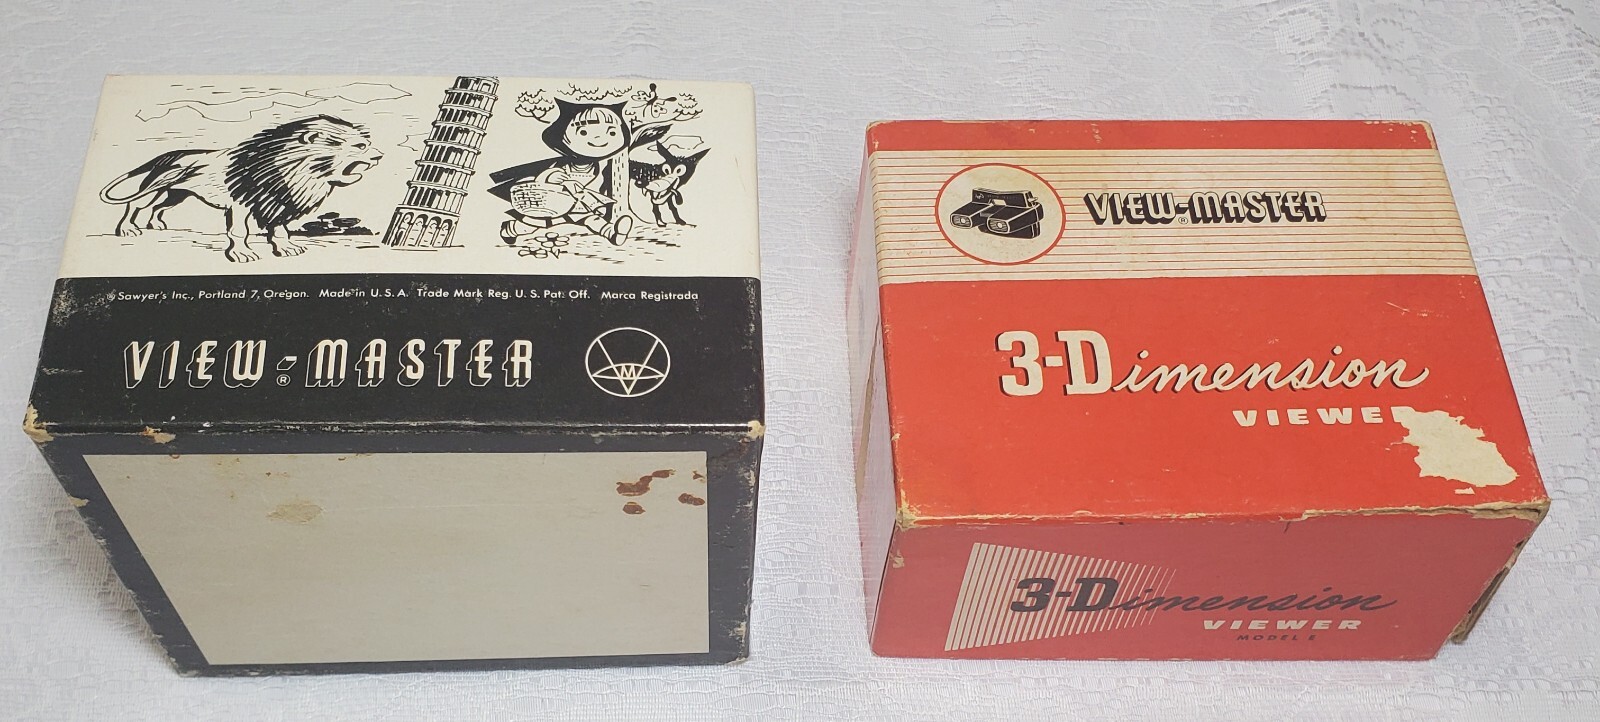 ® Sawyer's Inc., Portland 7, Oregon. Made in U. S. A. Trade Mark Reg. U. S. Pat. Off. Marca Registrada
VIEW-MASTER
®
M
VIEW-MASTER
®
3-Dimension
VIEWER
3-Dimension
VIEWER
MODEL E